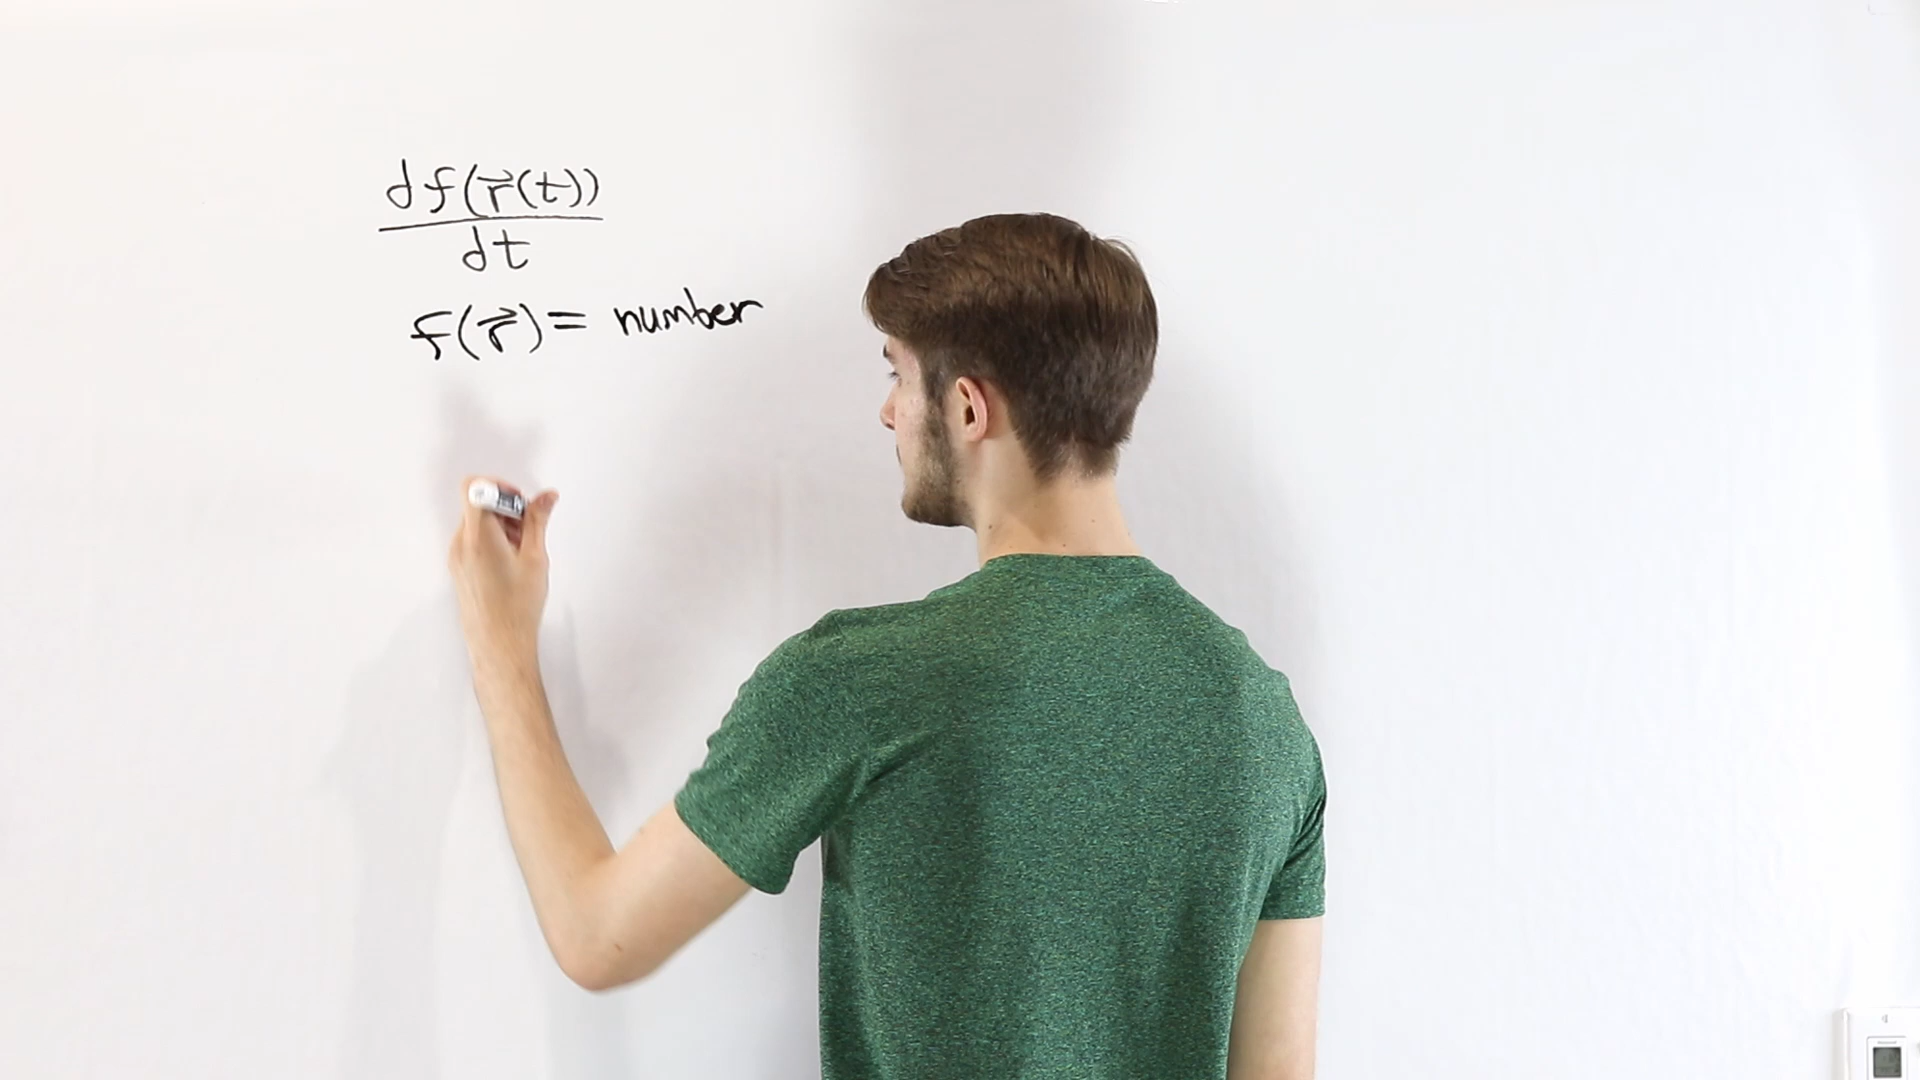 df(r⃗(t))
dt
f(r⃗)= number